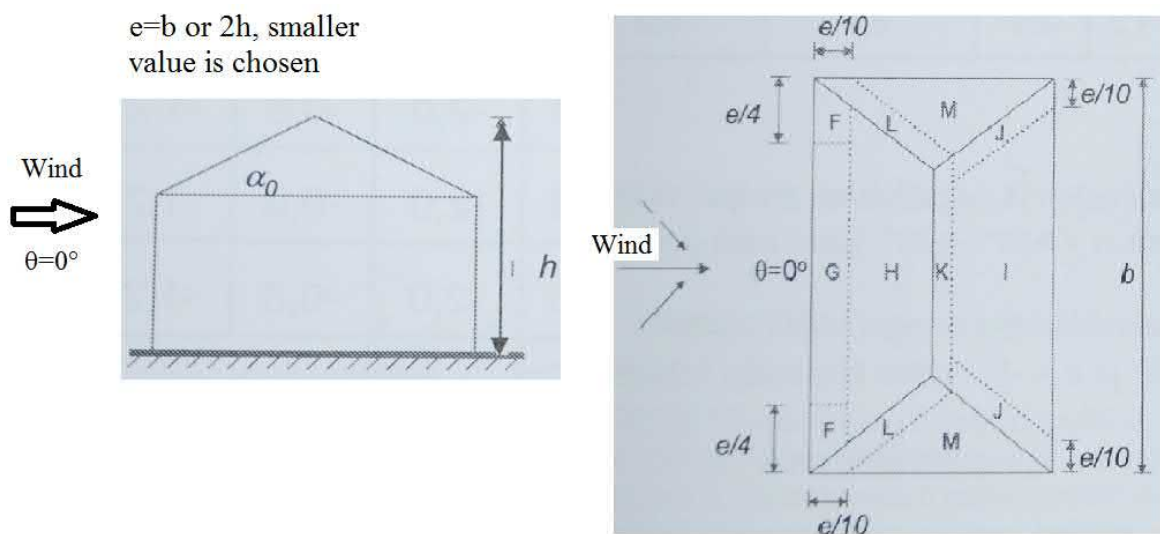 e=b or 2h, smaller
value is chosen
Wind
θ=0°
α₀
h
e/10
e/4
F
L
M
J
e/10
Wind
θ=0°
G
H
K
I
b
e/4
F
L
M
J
e/10
e/10